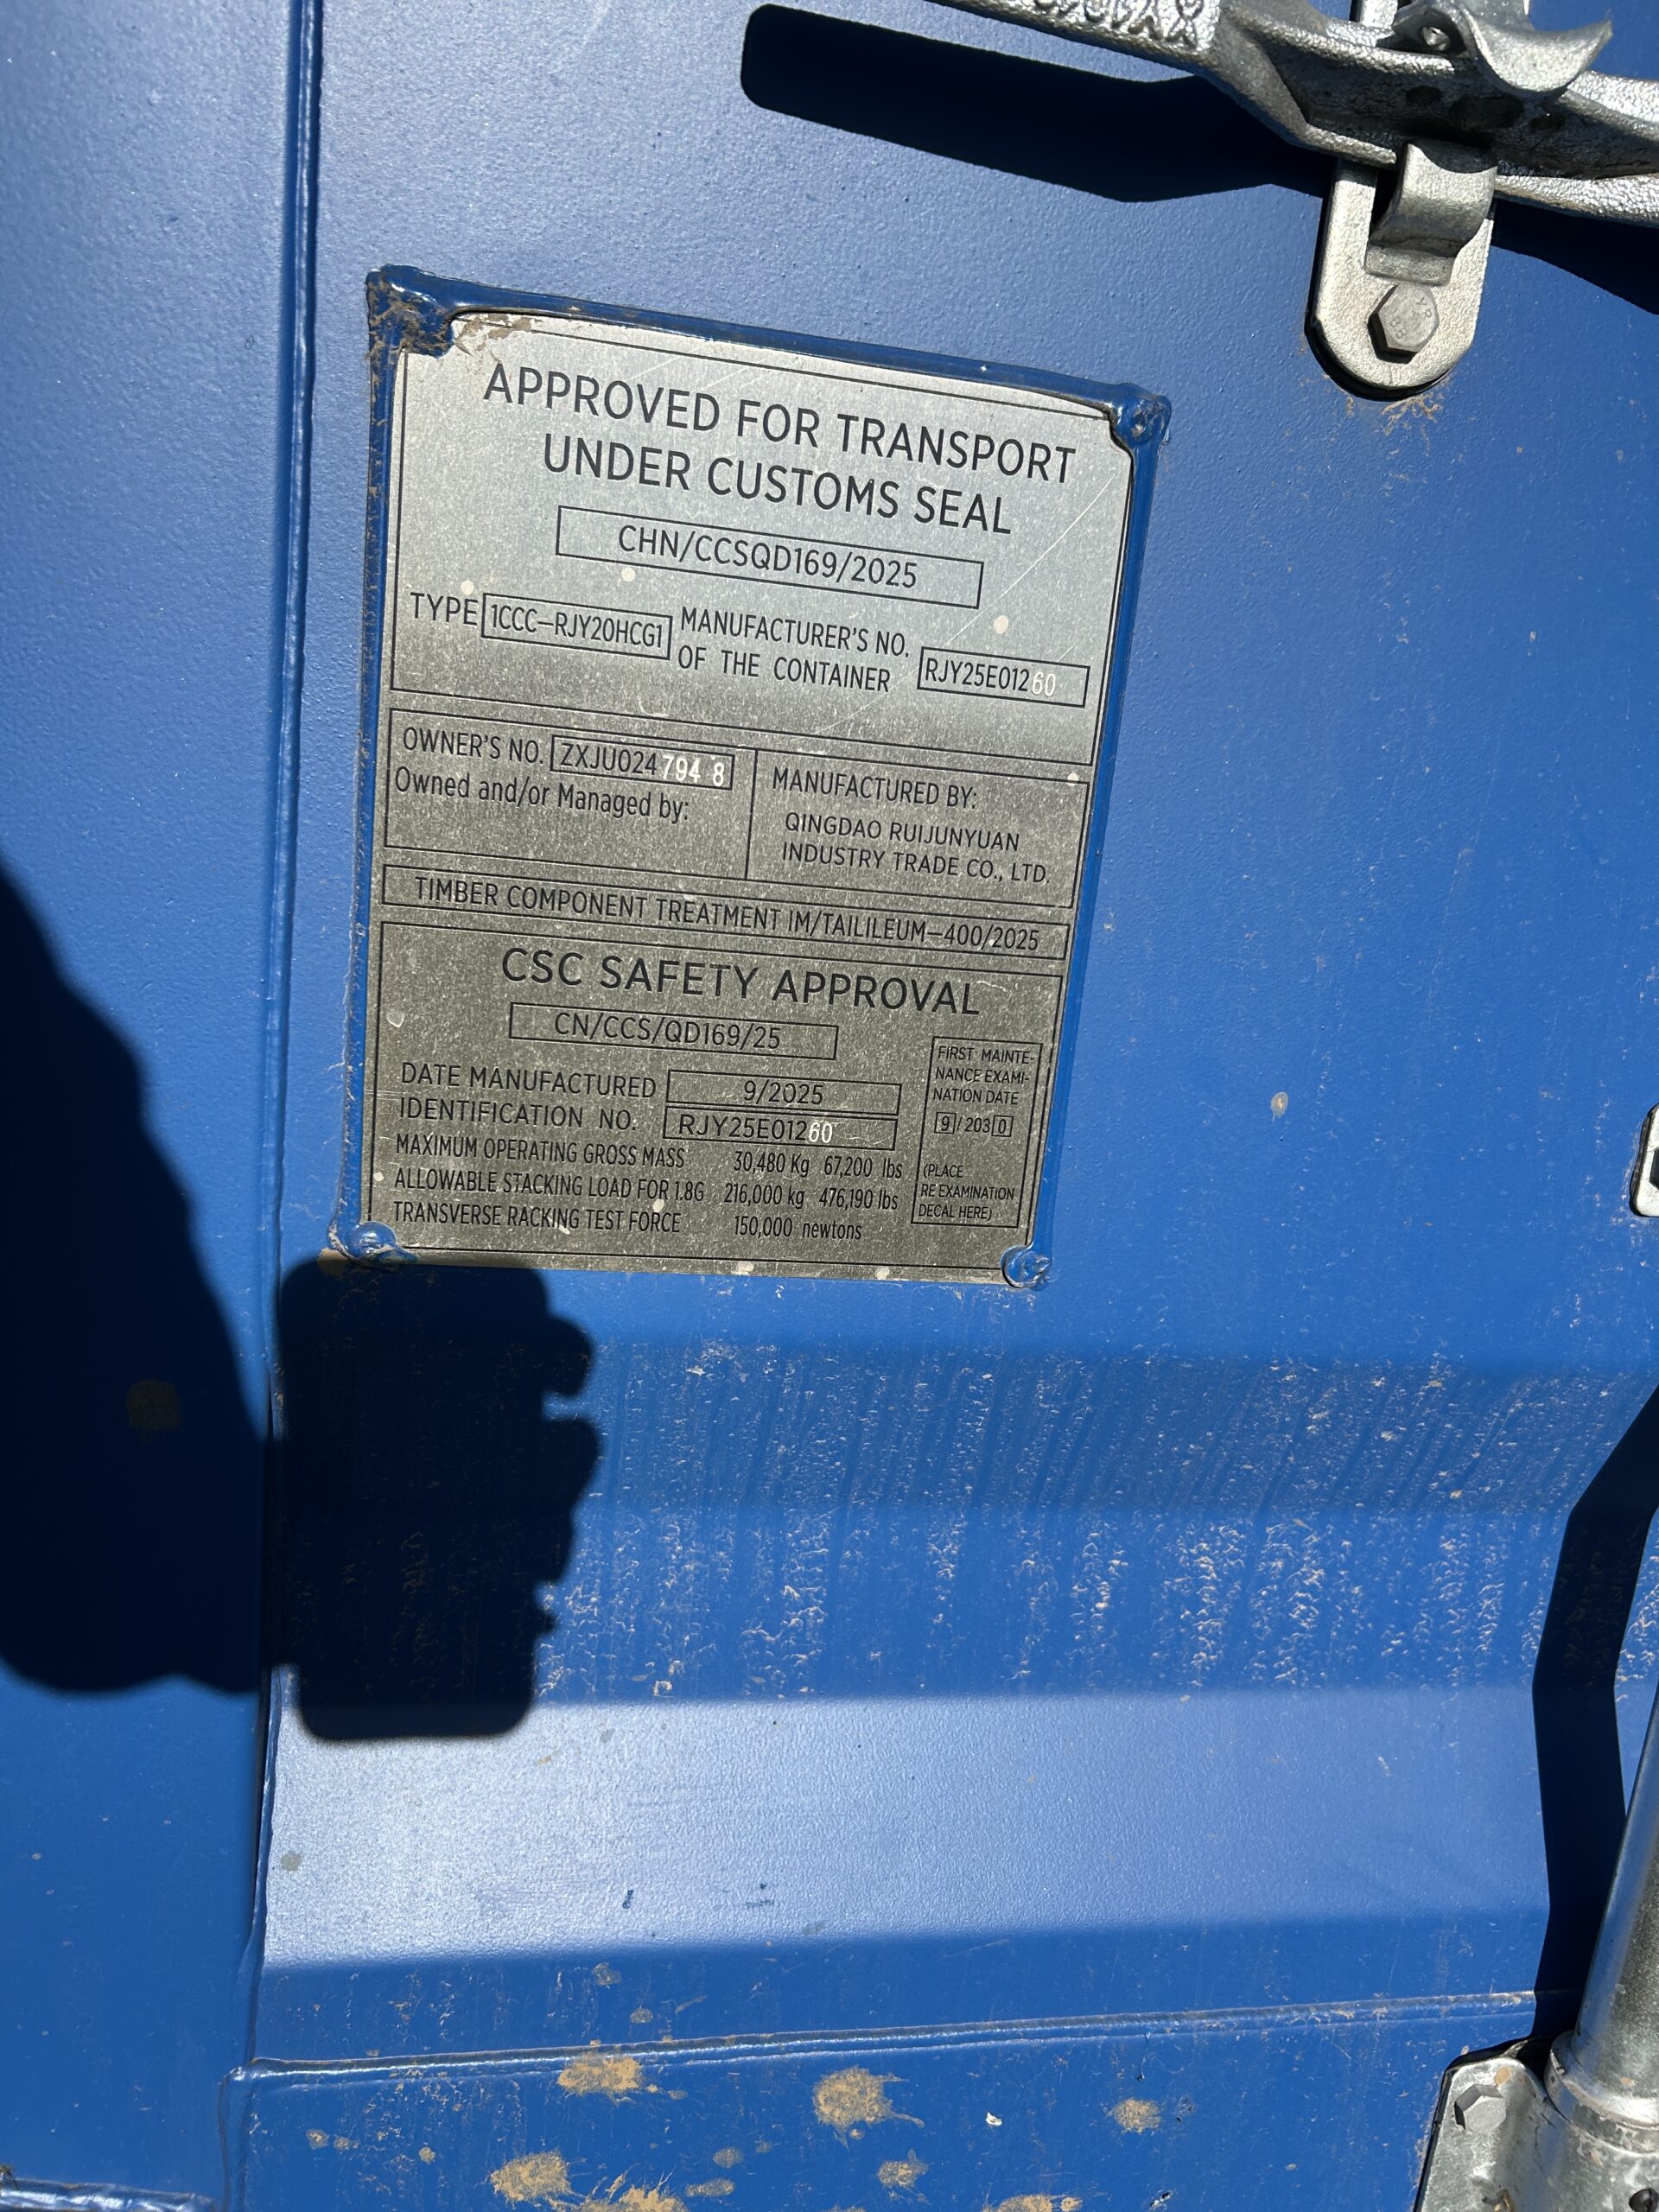 APPROVED FOR TRANSPORT
UNDER CUSTOMS SEAL
CHN/CCSQD169/2025
TYPE 1CCC-RJY20HCG1 MANUFACTURER'S NO.
OF THE CONTAINER RJY25E01260
OWNER'S NO. ZXJU024794 8
Owned and/or Managed by:
MANUFACTURED BY:
QINGDAO RUIJUNYUAN
INDUSTRY TRADE CO., LTD.
TIMBER COMPONENT TREATMENT IM/TAILILEUM-400/2025
CSC SAFETY APPROVAL
CN/CCS/QD169/25
DATE MANUFACTURED 9/2025
IDENTIFICATION NO. RJY25E01260
MAXIMUM OPERATING GROSS MASS 30,480 Kg 67,200 lbs
ALLOWABLE STACKING LOAD FOR 1.8G 216,000 kg 476,190 lbs
TRANSVERSE RACKING TEST FORCE 150,000 newtons
FIRST MAINTE-
NANCE EXAMI-
NATION DATE
9/2030
(PLACE
RE EXAMINATION
DECAL HERE)